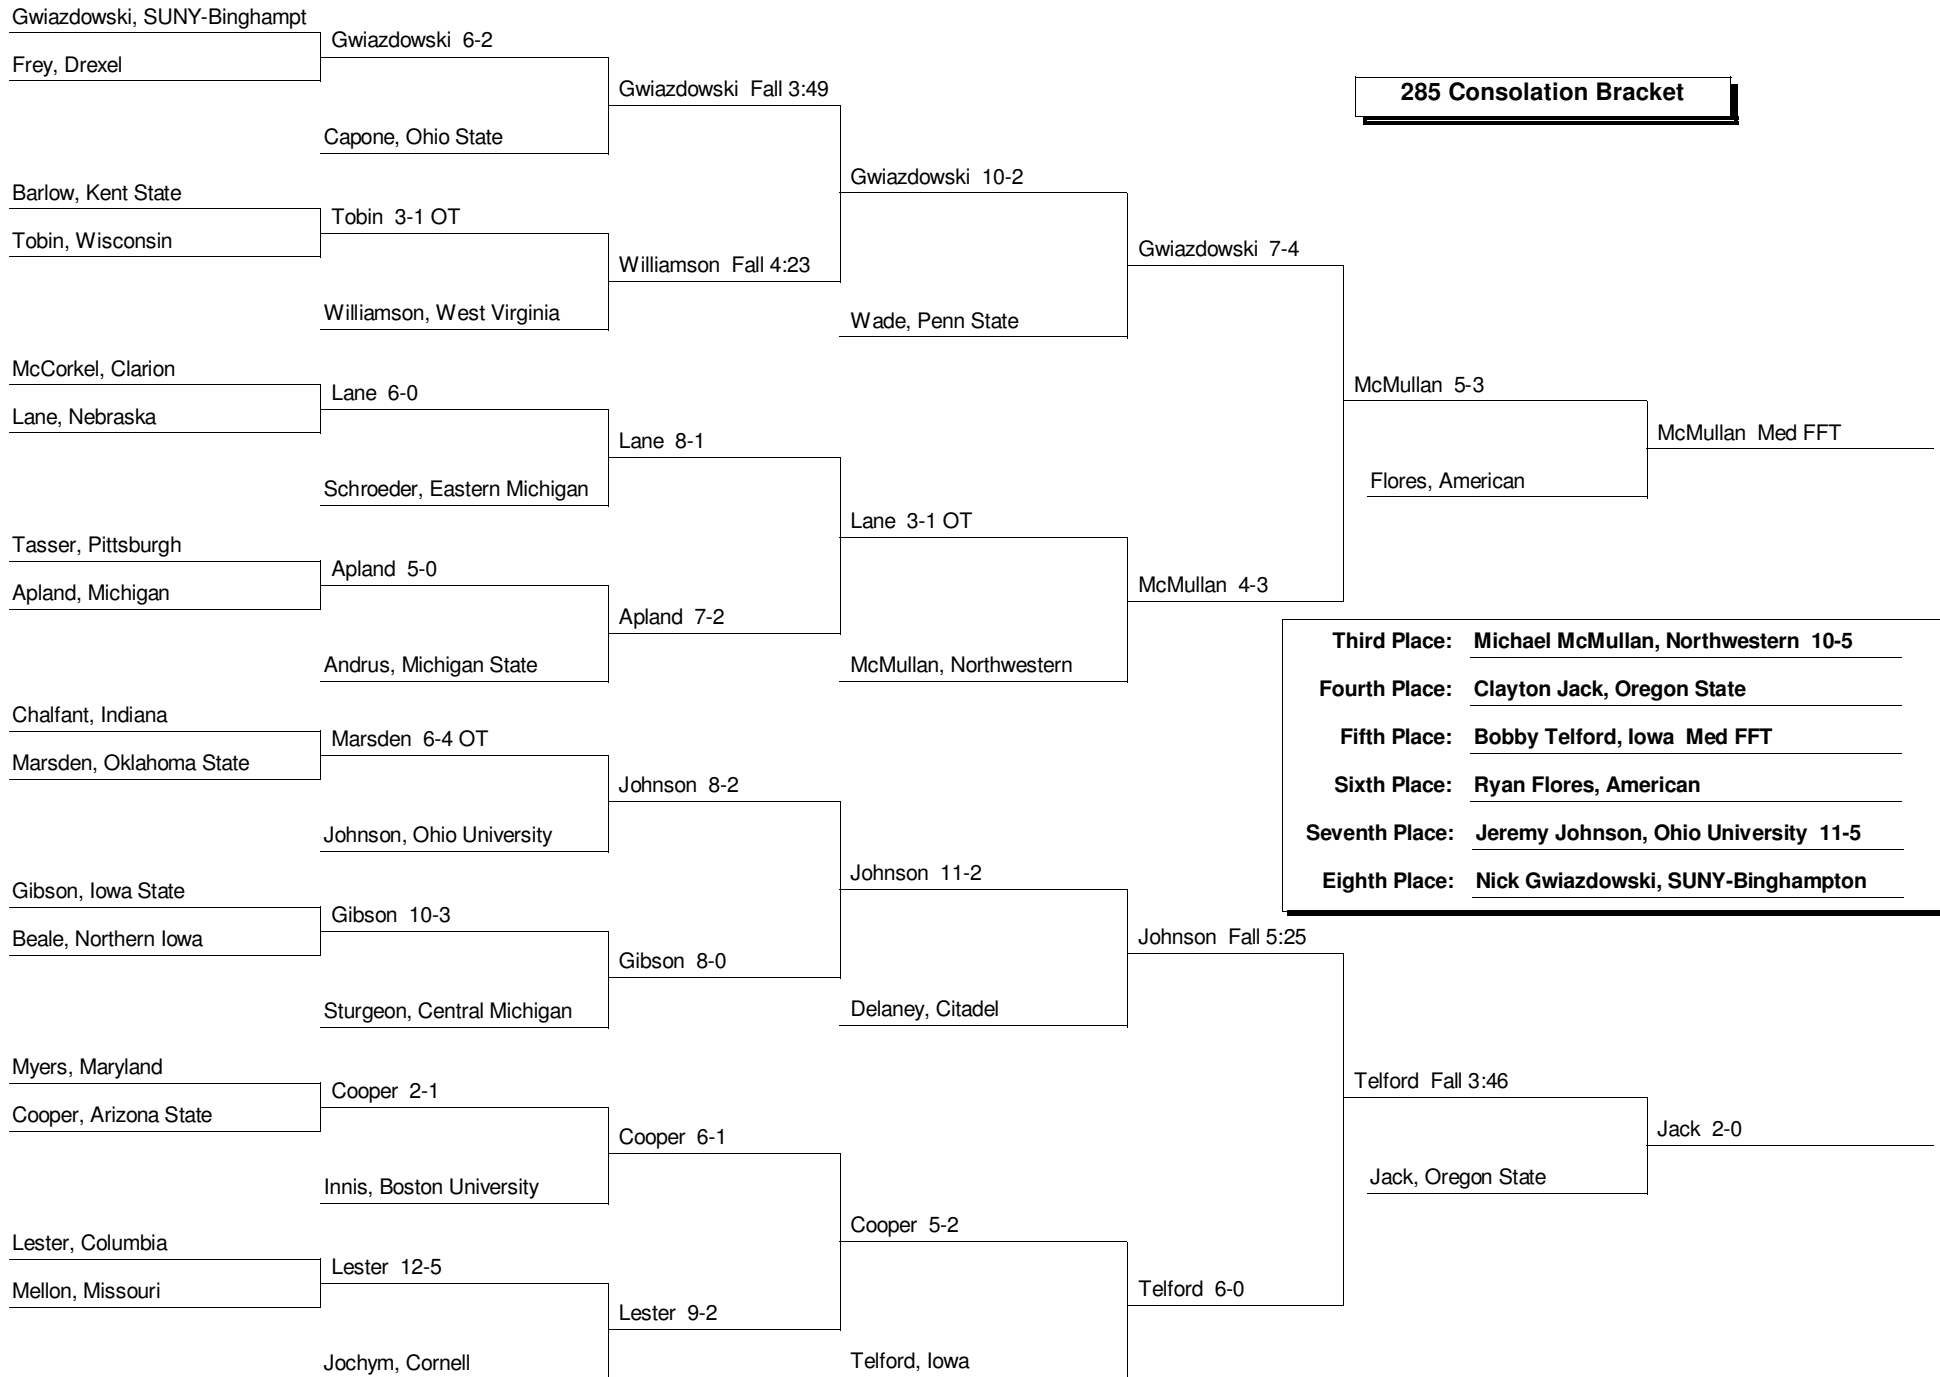 Gwiazdowski, SUNY-Binghampt
Frey, Drexel
Barlow, Kent State
Tobin, Wisconsin
McCorkel, Clarion
Lane, Nebraska
Tasser, Pittsburgh
Apland, Michigan
Chalfant, Indiana
Marsden, Oklahoma State
Gibson, Iowa State
Beale, Northern Iowa
Myers, Maryland
Cooper, Arizona State
Lester, Columbia
Mellon, Missouri
Gwiazdowski 6-2
Capone, Ohio State
Tobin 3-1 OT
Williamson, West Virginia
Lane 6-0
Schroeder, Eastern Michigan
Apland 5-0
Andrus, Michigan State
Marsden 6-4 OT
Johnson, Ohio University
Gibson 10-3
Sturgeon, Central Michigan
Cooper 2-1
Innis, Boston University
Lester 12-5
Jochym, Cornell
Gwiazdowski Fall 3:49
Williamson Fall 4:23
Lane 8-1
Apland 7-2
Johnson 8-2
Gibson 8-0
Cooper 6-1
Lester 9-2
Gwiazdowski 10-2
Wade, Penn State
Lane 3-1 OT
McMullan, Northwestern
Johnson 11-2
Delaney, Citadel
Cooper 5-2
Telford, Iowa
Gwiazdowski 7-4
McMullan 4-3
Johnson Fall 5:25
Telford 6-0
285 Consolation Bracket
McMullan 5-3
Flores, American
McMullan Med FFT
Third Place: Michael McMullan, Northwestern 10-5
Fourth Place: Clayton Jack, Oregon State
Fifth Place: Bobby Telford, Iowa Med FFT
Sixth Place: Ryan Flores, American
Seventh Place: Jeremy Johnson, Ohio University 11-5
Eighth Place: Nick Gwiazdowski, SUNY-Binghampton
Telford Fall 3:46
Jack, Oregon State
Jack 2-0